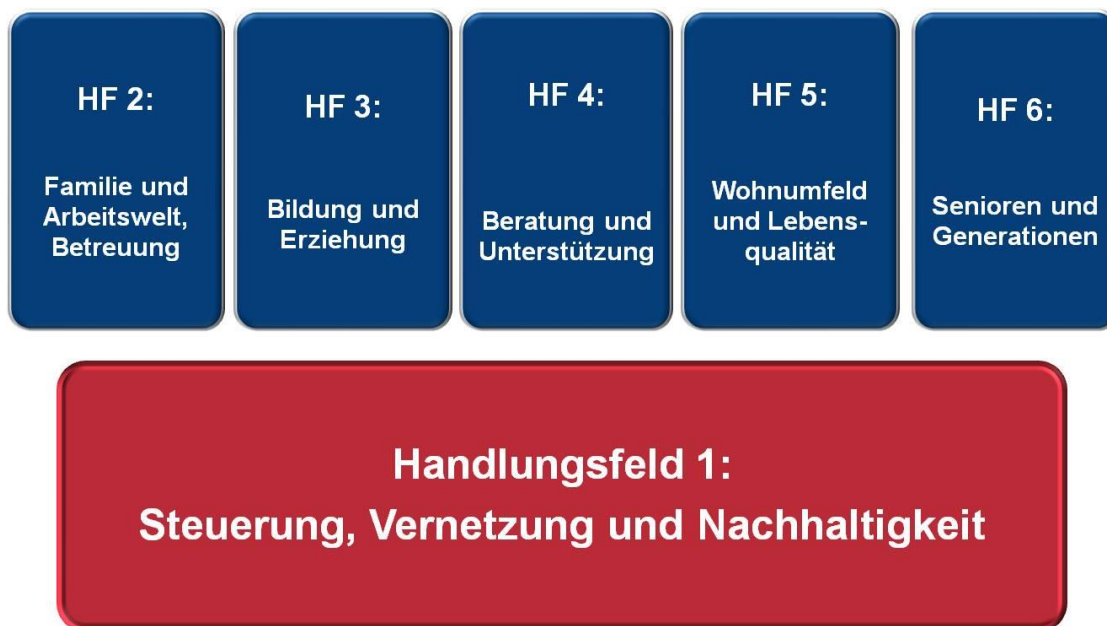 HF 2:
Familie und
Arbeitswelt,
Betreuung
HF 3:
Bildung und
Erziehung
HF 4:
Beratung und
Unterstützung
HF 5:
Wohnumfeld
und Lebens-
qualität
HF 6:
Senioren und
Generationen
Handlungsfeld 1:
Steuerung, Vernetzung und Nachhaltigkeit